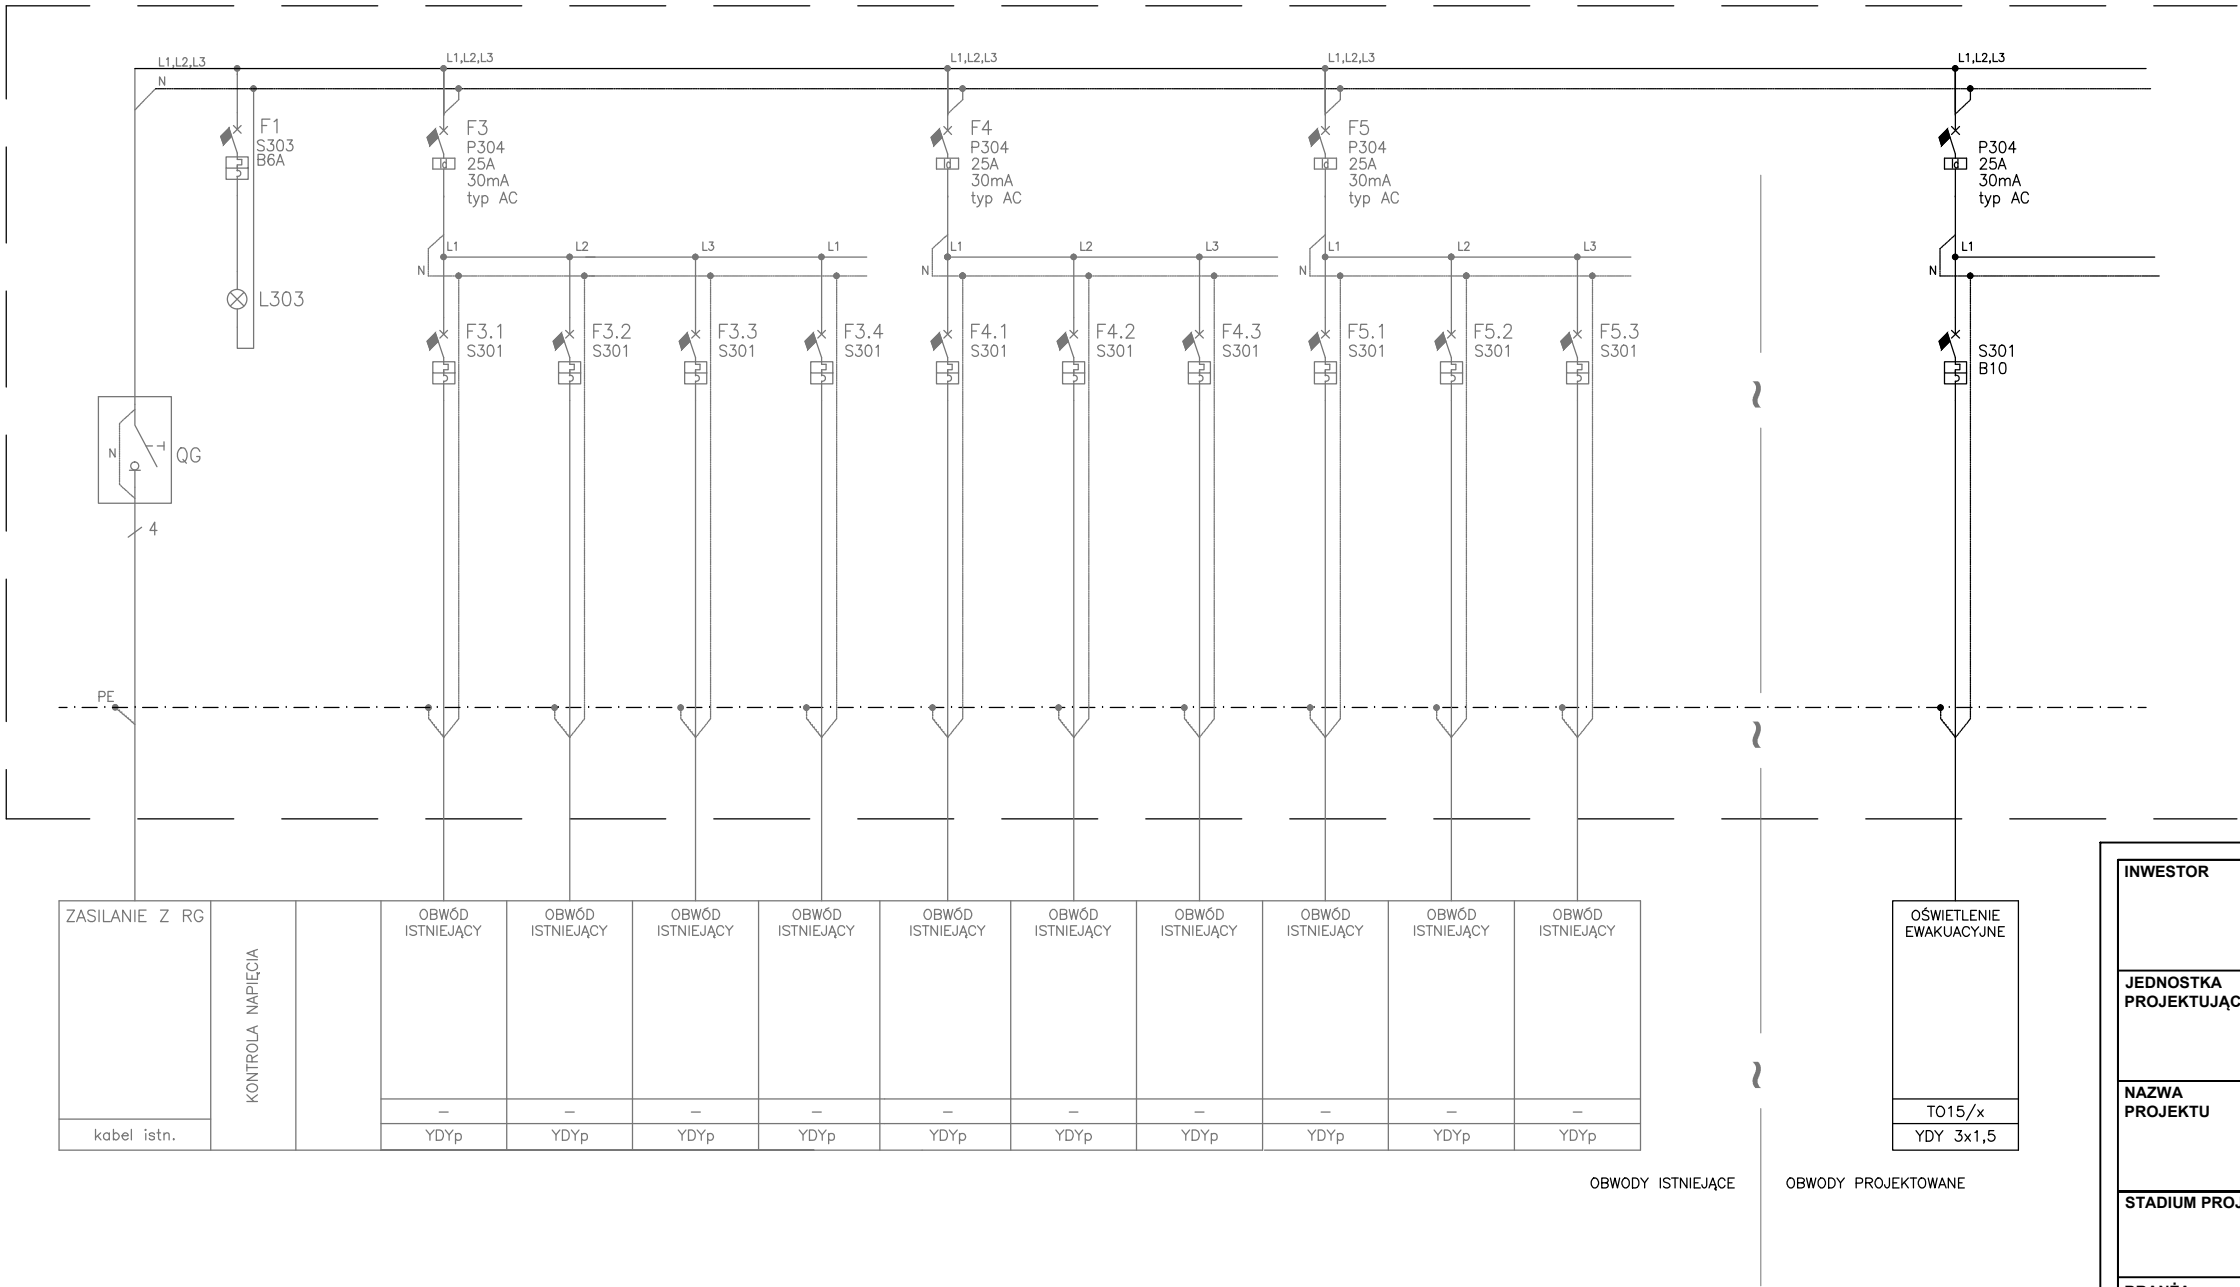 L1,L2,L3
L1,L2,L3
L1,L2,L3
L1,L2,L3
L1,L2,L3
N
F1
S303
B6A
F3
P304
25A
30mA
typ AC
F4
P304
25A
30mA
typ AC
F5
P304
25A
30mA
typ AC
P304
25A
30mA
typ AC
L1
L2
L3
L1
N
L1
L2
L3
N
L1
L2
L3
N
L1
N
L303
F3.1
S301
F3.2
S301
F3.3
S301
F3.4
S301
F4.1
S301
F4.2
S301
F4.3
S301
F5.1
S301
F5.2
S301
F5.3
S301
S301
B10
N
QG
4
PE
ZASILANIE Z RG
kabel istn.
KONTROLA NAPIĘCIA
OBWÓD
ISTNIEJĄCY
–
YDYp
OBWÓD
ISTNIEJĄCY
–
YDYp
OBWÓD
ISTNIEJĄCY
–
YDYp
OBWÓD
ISTNIEJĄCY
–
YDYp
OBWÓD
ISTNIEJĄCY
–
YDYp
OBWÓD
ISTNIEJĄCY
–
YDYp
OBWÓD
ISTNIEJĄCY
–
YDYp
OBWÓD
ISTNIEJĄCY
–
YDYp
OBWÓD
ISTNIEJĄCY
–
YDYp
OBWÓD
ISTNIEJĄCY
–
YDYp
OŚWIETLENIE
EWAKUACYJNE
TO15/x
YDY 3x1,5
OBWODY ISTNIEJĄCE
OBWODY PROJEKTOWANE
INWESTOR
JEDNOSTKA
PROJEKTUJĄC
NAZWA
PROJEKTU
STADIUM PROJ